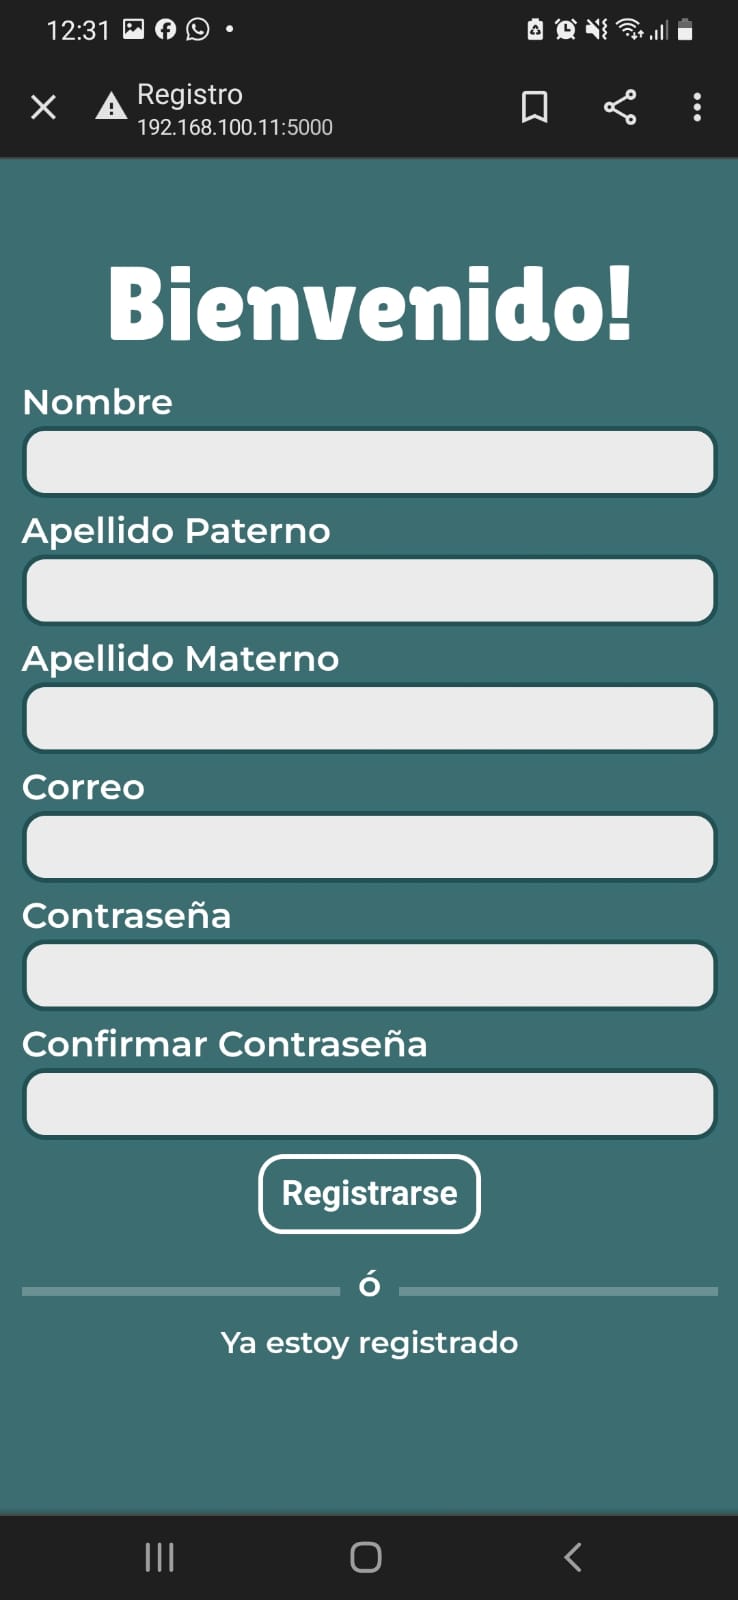 12:31
Registro
192.168.100.11:5000
Bienvenido!
Nombre
Apellido Paterno
Apellido Materno
Correo
Contraseña
Confirmar Contraseña
Registrarse
ó
Ya estoy registrado